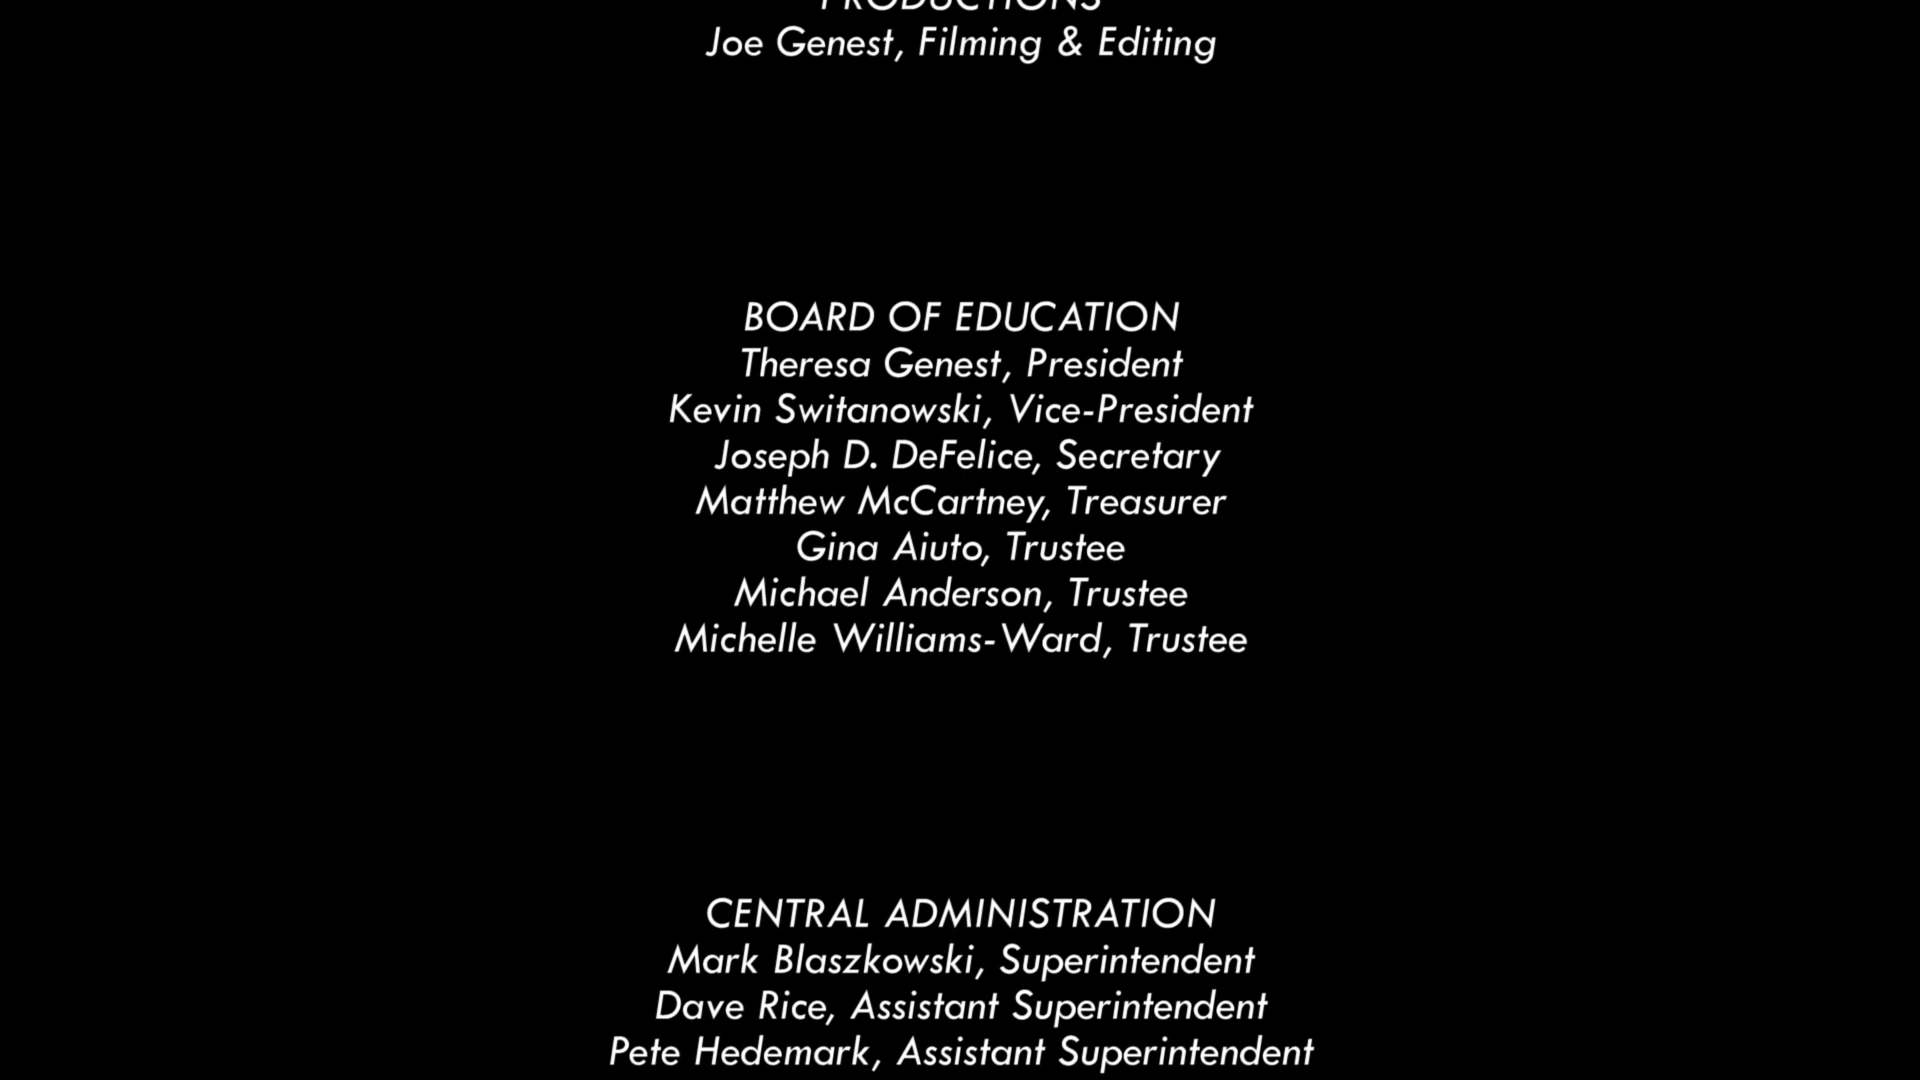 PRODUCTIONS
Joe Genest, Filming & Editing
BOARD OF EDUCATION
Theresa Genest, President
Kevin Switanowski, Vice-President
Joseph D. DeFelice, Secretary
Matthew McCartney, Treasurer
Gina Aiuto, Trustee
Michael Anderson, Trustee
Michelle Williams-Ward, Trustee
CENTRAL ADMINISTRATION
Mark Blaszkowski, Superintendent
Dave Rice, Assistant Superintendent
Pete Hedemark, Assistant Superintendent